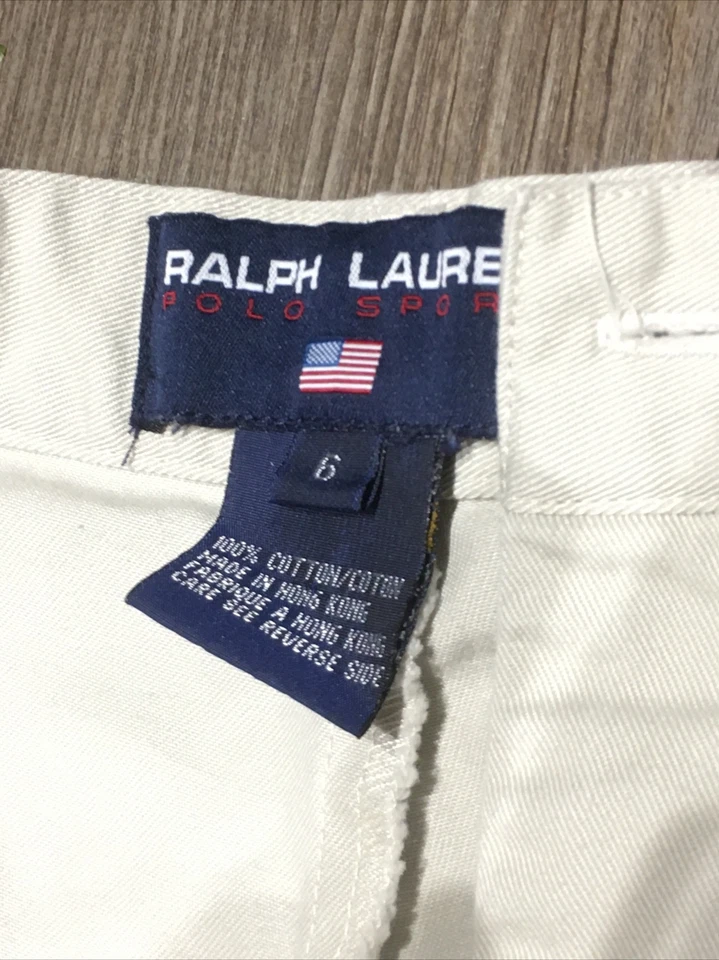 RALPH LAURE
POLO SPOR
6
100% COTTON/COTON
MADE IN HONG KONG
FABRIQUE A HONG KONG
CARE SEE REVERSE SIDE